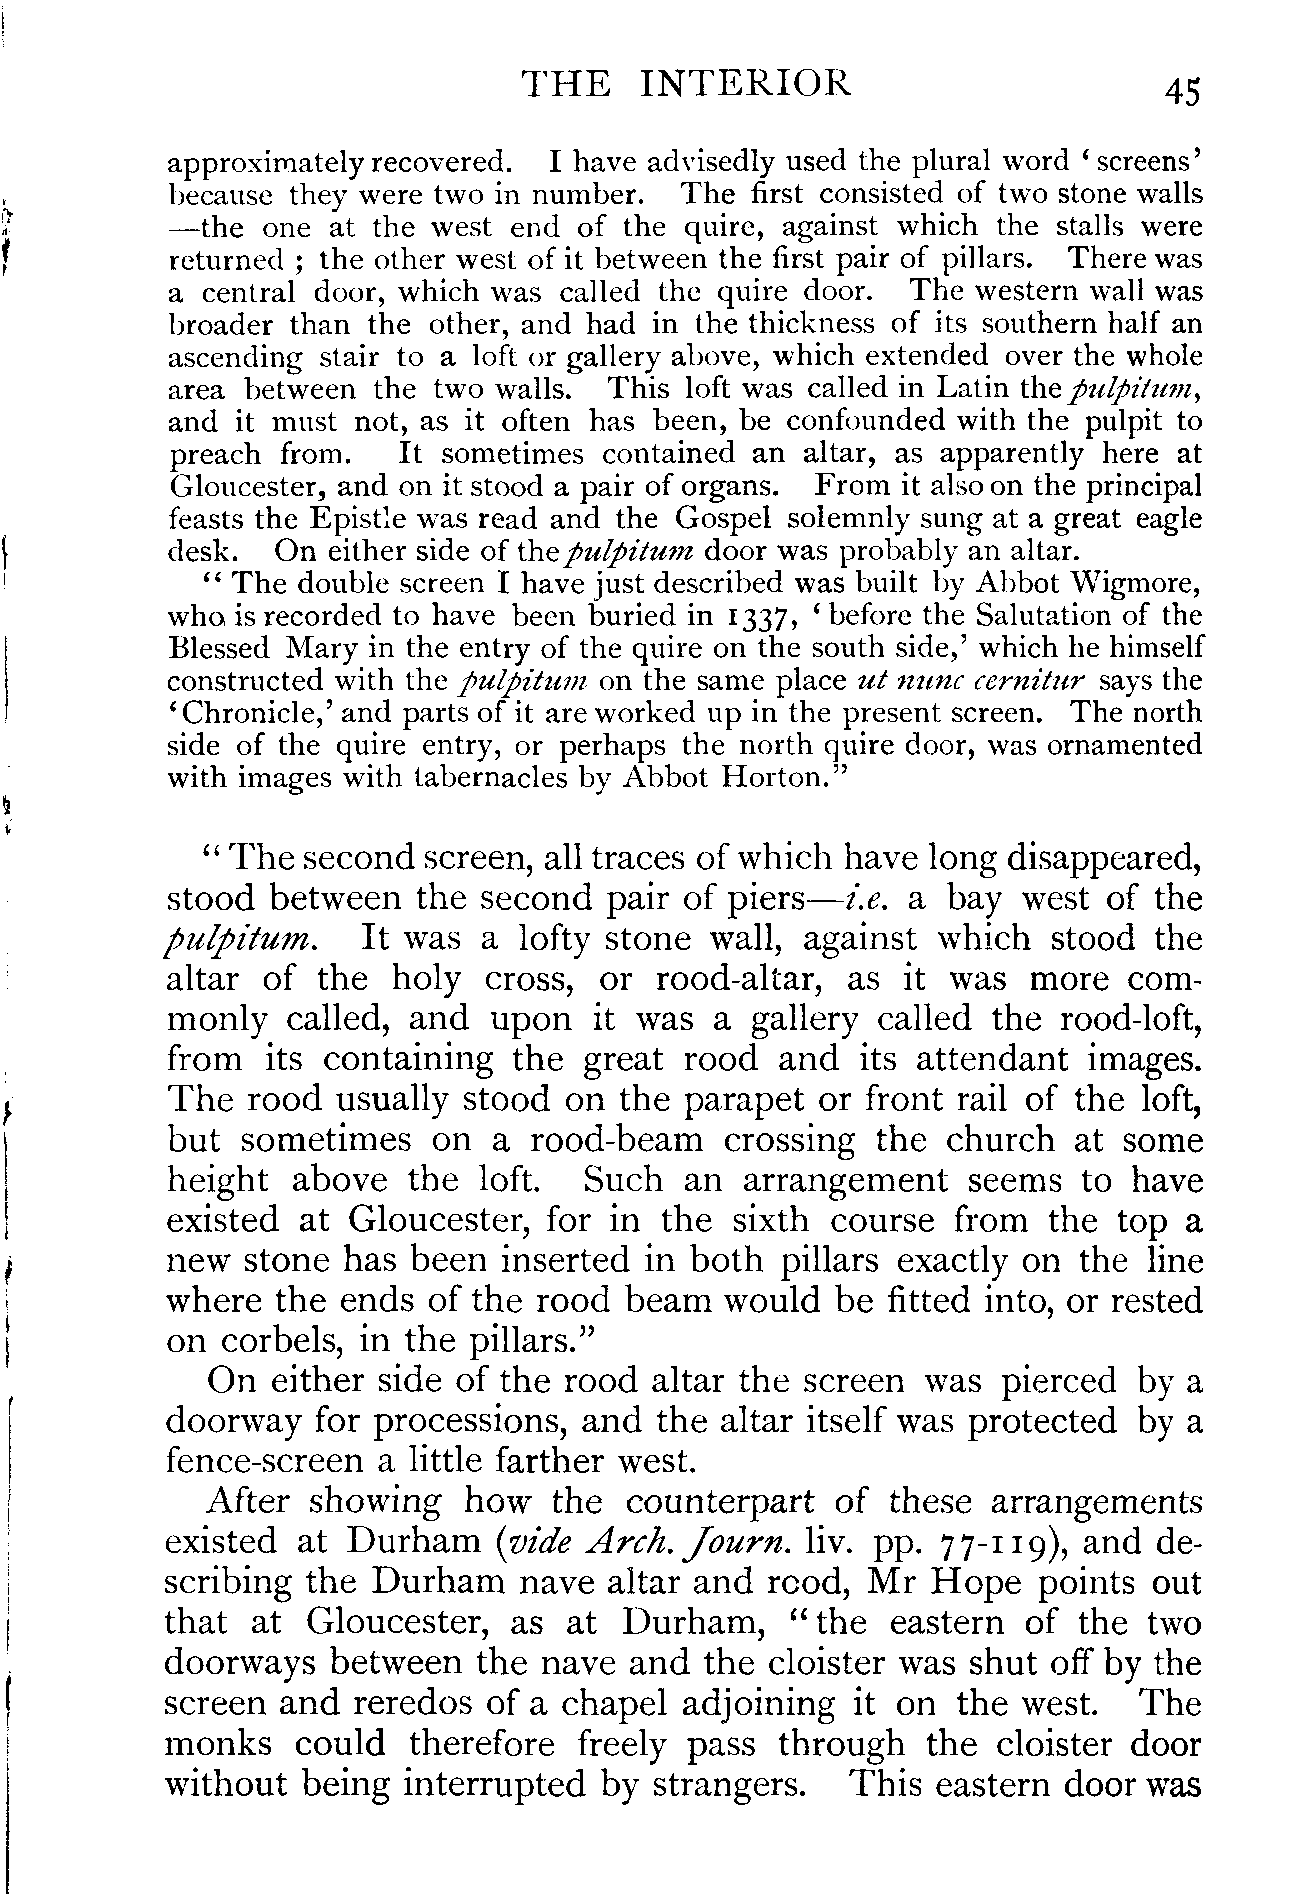 THE INTERIOR 45
approximately recovered. I have advisedly used the plural word ‘screens’
because they were two in number. The first consisted of two stone walls
—the one at the west end of the quire, against which the stalls were
returned ; the other west of it between the first pair of pillars. There was
a central door, which was called the quire door. The western wall was
broader than the other, and had in the thickness of its southern half an
ascending stair to a loft or gallery above, which extended over the whole
area between the two walls. This loft was called in Latin the pulpitum,
and it must not, as it often has been, be confounded with the pulpit to
preach from. It sometimes contained an altar, as apparently here at
Gloucester, and on it stood a pair of organs. From it also on the principal
feasts the Epistle was read and the Gospel solemnly sung at a great eagle
desk. On either side of the pulpitum door was probably an altar.
“ The double screen I have just described was built by Abbot Wigmore,
who is recorded to have been buried in 1337, ‘before the Salutation of the
Blessed Mary in the entry of the quire on the south side,’ which he himself
constructed with the pulpitum on the same place ut nunc cernitur says the
‘Chronicle,’ and parts of it are worked up in the present screen. The north
side of the quire entry, or perhaps the north quire door, was ornamented
with images with tabernacles by Abbot Horton.”
“ The second screen, all traces of which have long disappeared,
stood between the second pair of piers—i.e. a bay west of the
pulpitum. It was a lofty stone wall, against which stood the
altar of the holy cross, or rood-altar, as it was more com-
monly called, and upon it was a gallery called the rood-loft,
from its containing the great rood and its attendant images.
The rood usually stood on the parapet or front rail of the loft,
but sometimes on a rood-beam crossing the church at some
height above the loft. Such an arrangement seems to have
existed at Gloucester, for in the sixth course from the top a
new stone has been inserted in both pillars exactly on the line
where the ends of the rood beam would be fitted into, or rested
on corbels, in the pillars.”
On either side of the rood altar the screen was pierced by a
doorway for processions, and the altar itself was protected by a
fence-screen a little farther west.
After showing how the counterpart of these arrangements
existed at Durham (vide Arch. Journ. liv. pp. 77-119), and de-
scribing the Durham nave altar and rood, Mr Hope points out
that at Gloucester, as at Durham, “ the eastern of the two
doorways between the nave and the cloister was shut off by the
screen and reredos of a chapel adjoining it on the west. The
monks could therefore freely pass through the cloister door
without being interrupted by strangers. This eastern door was